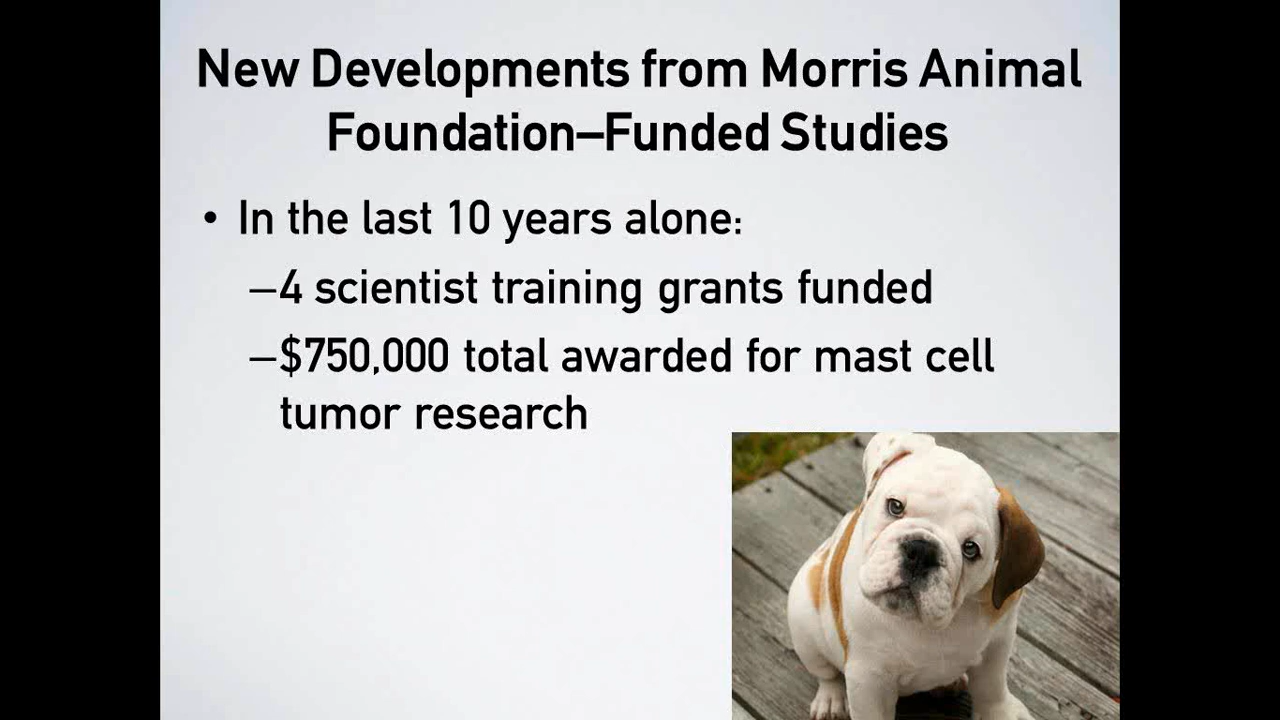 New Developments from Morris Animal
Foundation–Funded Studies
• In the last 10 years alone:
–4 scientist training grants funded
–$750,000 total awarded for mast cell
tumor research